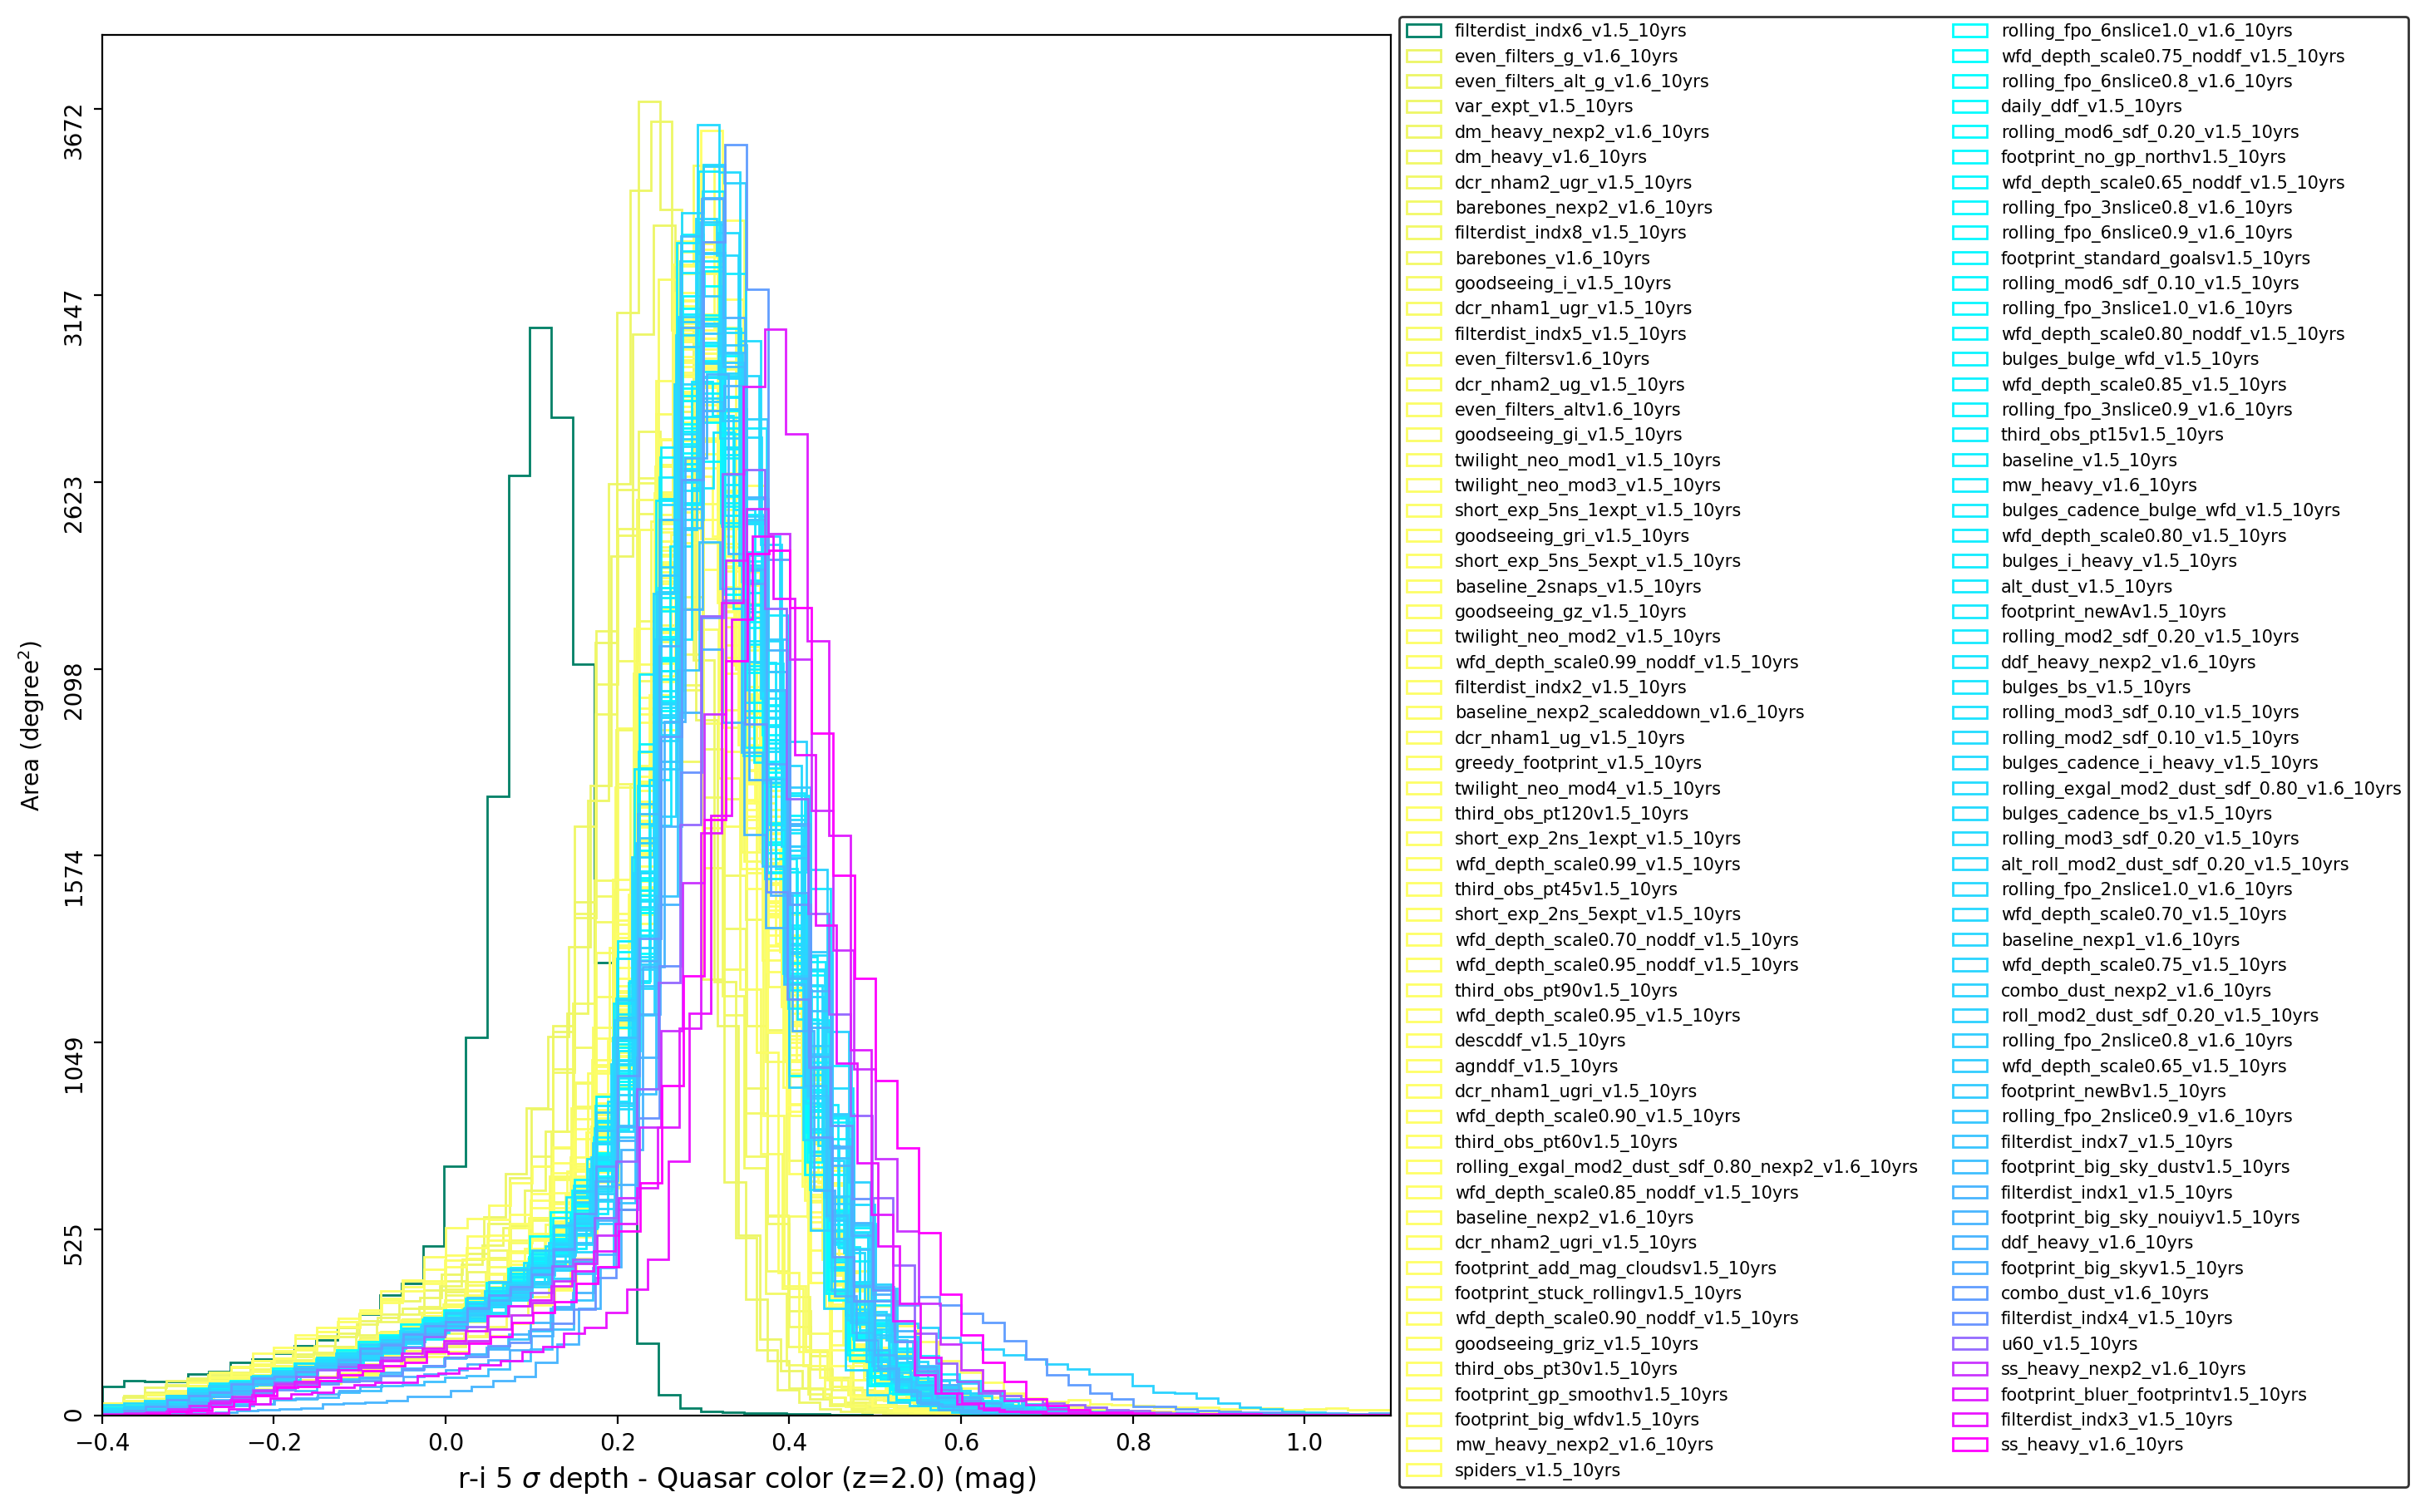 3672
3147
2623
2098
1574
1049
525
0
Area (degree²)
−0.4
−0.2
0.0
0.2
0.4
0.6
0.8
1.0
r-i 5 σ depth - Quasar color (z=2.0) (mag)
filterdist_indx6_v1.5_10yrs
even_filters_g_v1.6_10yrs
even_filters_alt_g_v1.6_10yrs
var_expt_v1.5_10yrs
dm_heavy_nexp2_v1.6_10yrs
dm_heavy_v1.6_10yrs
dcr_nham2_ugr_v1.5_10yrs
barebones_nexp2_v1.6_10yrs
filterdist_indx8_v1.5_10yrs
barebones_v1.6_10yrs
goodseeing_i_v1.5_10yrs
dcr_nham1_ugr_v1.5_10yrs
filterdist_indx5_v1.5_10yrs
even_filtersv1.6_10yrs
dcr_nham2_ug_v1.5_10yrs
even_filters_altv1.6_10yrs
goodseeing_gi_v1.5_10yrs
twilight_neo_mod1_v1.5_10yrs
twilight_neo_mod3_v1.5_10yrs
short_exp_5ns_1expt_v1.5_10yrs
goodseeing_gri_v1.5_10yrs
short_exp_5ns_5expt_v1.5_10yrs
baseline_2snaps_v1.5_10yrs
goodseeing_gz_v1.5_10yrs
twilight_neo_mod2_v1.5_10yrs
wfd_depth_scale0.99_noddf_v1.5_10yrs
filterdist_indx2_v1.5_10yrs
baseline_nexp2_scaleddown_v1.6_10yrs
dcr_nham1_ug_v1.5_10yrs
greedy_footprint_v1.5_10yrs
twilight_neo_mod4_v1.5_10yrs
third_obs_pt120v1.5_10yrs
short_exp_2ns_1expt_v1.5_10yrs
wfd_depth_scale0.99_v1.5_10yrs
third_obs_pt45v1.5_10yrs
short_exp_2ns_5expt_v1.5_10yrs
wfd_depth_scale0.70_noddf_v1.5_10yrs
wfd_depth_scale0.95_noddf_v1.5_10yrs
third_obs_pt90v1.5_10yrs
wfd_depth_scale0.95_v1.5_10yrs
descddf_v1.5_10yrs
agnddf_v1.5_10yrs
dcr_nham1_ugri_v1.5_10yrs
wfd_depth_scale0.90_v1.5_10yrs
third_obs_pt60v1.5_10yrs
rolling_exgal_mod2_dust_sdf_0.80_nexp2_v1.6_10yrs
wfd_depth_scale0.85_noddf_v1.5_10yrs
baseline_nexp2_v1.6_10yrs
dcr_nham2_ugri_v1.5_10yrs
footprint_add_mag_cloudsv1.5_10yrs
footprint_stuck_rollingv1.5_10yrs
wfd_depth_scale0.90_noddf_v1.5_10yrs
goodseeing_griz_v1.5_10yrs
third_obs_pt30v1.5_10yrs
footprint_gp_smoothv1.5_10yrs
footprint_big_wfdv1.5_10yrs
mw_heavy_nexp2_v1.6_10yrs
spiders_v1.5_10yrs
rolling_fpo_6nslice1.0_v1.6_10yrs
wfd_depth_scale0.75_noddf_v1.5_10yrs
rolling_fpo_6nslice0.8_v1.6_10yrs
daily_ddf_v1.5_10yrs
rolling_mod6_sdf_0.20_v1.5_10yrs
footprint_no_gp_northv1.5_10yrs
wfd_depth_scale0.65_noddf_v1.5_10yrs
rolling_fpo_3nslice0.8_v1.6_10yrs
rolling_fpo_6nslice0.9_v1.6_10yrs
footprint_standard_goalsv1.5_10yrs
rolling_mod6_sdf_0.10_v1.5_10yrs
rolling_fpo_3nslice1.0_v1.6_10yrs
wfd_depth_scale0.80_noddf_v1.5_10yrs
bulges_bulge_wfd_v1.5_10yrs
wfd_depth_scale0.85_v1.5_10yrs
rolling_fpo_3nslice0.9_v1.6_10yrs
third_obs_pt15v1.5_10yrs
baseline_v1.5_10yrs
mw_heavy_v1.6_10yrs
bulges_cadence_bulge_wfd_v1.5_10yrs
wfd_depth_scale0.80_v1.5_10yrs
bulges_i_heavy_v1.5_10yrs
alt_dust_v1.5_10yrs
footprint_newAv1.5_10yrs
rolling_mod2_sdf_0.20_v1.5_10yrs
ddf_heavy_nexp2_v1.6_10yrs
bulges_bs_v1.5_10yrs
rolling_mod3_sdf_0.10_v1.5_10yrs
rolling_mod2_sdf_0.10_v1.5_10yrs
bulges_cadence_i_heavy_v1.5_10yrs
rolling_exgal_mod2_dust_sdf_0.80_v1.6_10yrs
bulges_cadence_bs_v1.5_10yrs
rolling_mod3_sdf_0.20_v1.5_10yrs
alt_roll_mod2_dust_sdf_0.20_v1.5_10yrs
rolling_fpo_2nslice1.0_v1.6_10yrs
wfd_depth_scale0.70_v1.5_10yrs
baseline_nexp1_v1.6_10yrs
wfd_depth_scale0.75_v1.5_10yrs
combo_dust_nexp2_v1.6_10yrs
roll_mod2_dust_sdf_0.20_v1.5_10yrs
rolling_fpo_2nslice0.8_v1.6_10yrs
wfd_depth_scale0.65_v1.5_10yrs
footprint_newBv1.5_10yrs
rolling_fpo_2nslice0.9_v1.6_10yrs
filterdist_indx7_v1.5_10yrs
footprint_big_sky_dustv1.5_10yrs
filterdist_indx1_v1.5_10yrs
footprint_big_sky_nouiyv1.5_10yrs
ddf_heavy_v1.6_10yrs
footprint_big_skyv1.5_10yrs
combo_dust_v1.6_10yrs
filterdist_indx4_v1.5_10yrs
u60_v1.5_10yrs
ss_heavy_nexp2_v1.6_10yrs
footprint_bluer_footprintv1.5_10yrs
filterdist_indx3_v1.5_10yrs
ss_heavy_v1.6_10yrs